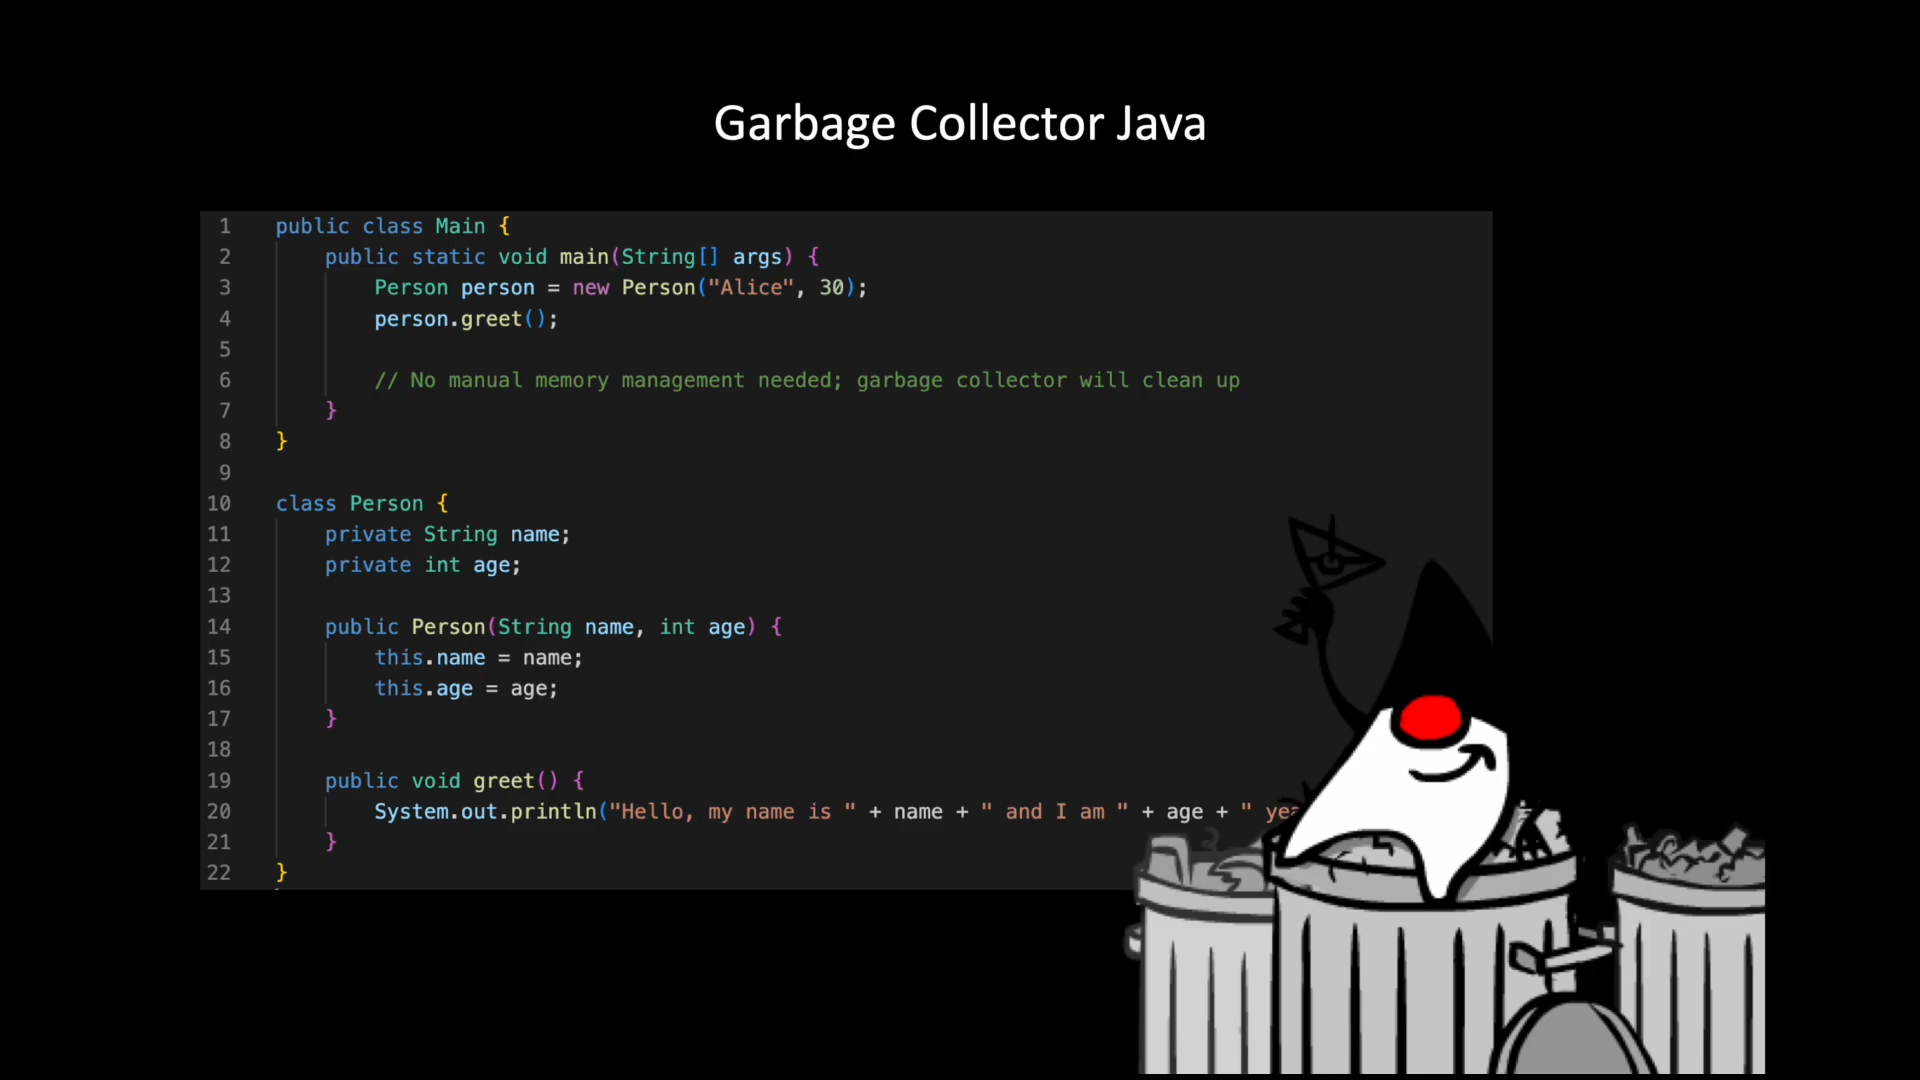 Garbage Collector Java
1 public class Main {
2 public static void main(String[] args) {
3 Person person = new Person("Alice", 30);
4 person.greet();
5
6 // No manual memory management needed; garbage collector will clean up
7 }
8 }
9
10 class Person {
11 private String name;
12 private int age;
13
14 public Person(String name, int age) {
15 this.name = name;
16 this.age = age;
17 }
18
19 public void greet() {
20 System.out.println("Hello, my name is " + name + " and I am " + age + " yea
21 }
22 }